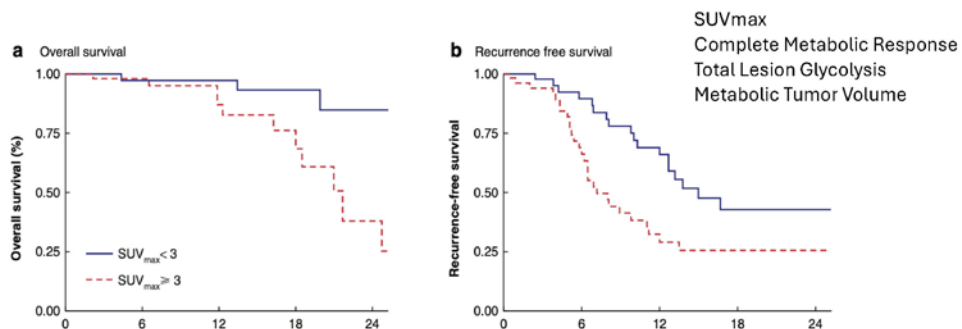 SUVmax
Complete Metabolic Response
Total Lesion Glycolysis
Metabolic Tumor Volume
a Overall survival
1.00
0.75
0.50
0.25
0.00
Overall survival (%)
SUVmax < 3
SUVmax ⩾ 3
0 6 12 18 24
b Recurrence free survival
1.00
0.75
0.50
0.25
0.00
Recurrence-free survival
0 6 12 18 24